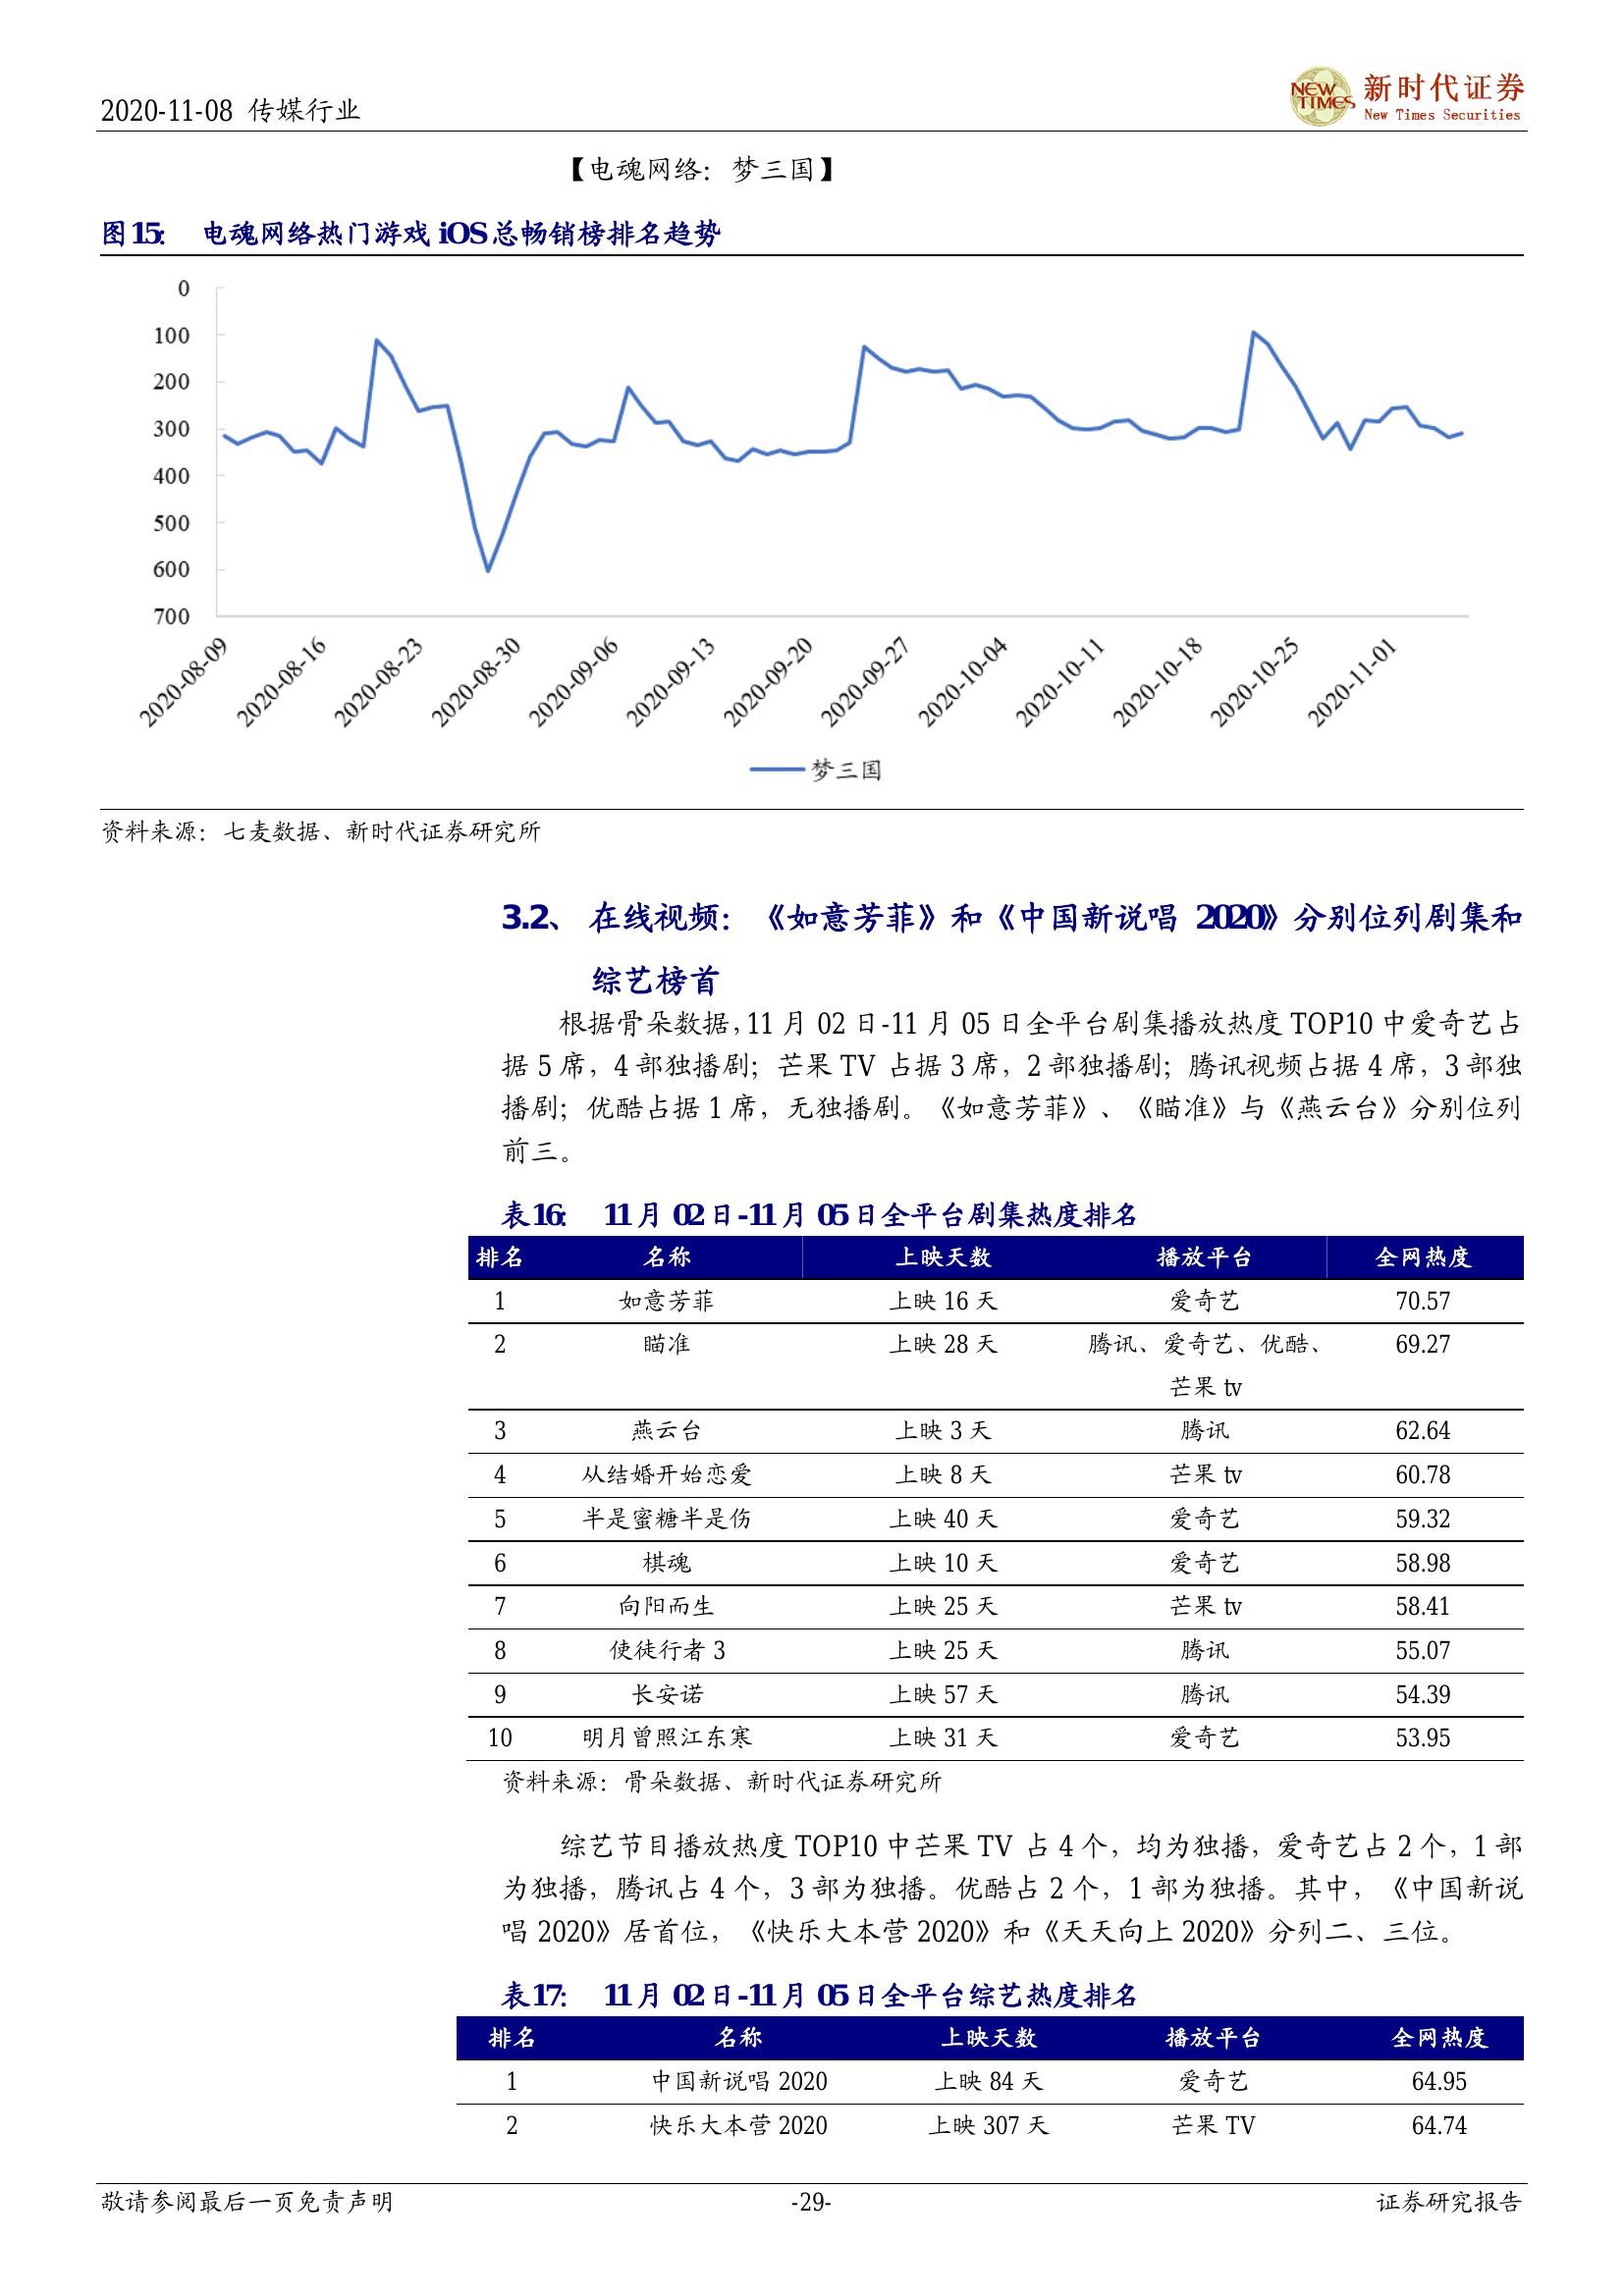 2020-11-08 传媒行业
NEW TIMES
新时代证券
New Times Securities
【电魂网络：梦三国】
图15： 电魂网络热门游戏 iOS 总畅销榜排名趋势
0
100
200
300
400
500
600
700
2020-08-09 2020-08-16 2020-08-23 2020-08-30 2020-09-06 2020-09-13 2020-09-20 2020-09-27 2020-10-04 2020-10-11 2020-10-18 2020-10-25 2020-11-01
梦三国
资料来源：七麦数据、新时代证券研究所
3.2、 在线视频：《如意芳菲》和《中国新说唱 2020》分别位列剧集和
综艺榜首
根据骨朵数据，11 月 02 日-11 月 05 日全平台剧集播放热度 TOP10 中爱奇艺占
据 5 席，4 部独播剧；芒果 TV 占据 3 席，2 部独播剧；腾讯视频占据 4 席，3 部独
播剧；优酷占据 1 席，无独播剧。《如意芳菲》、《瞄准》与《燕云台》分别位列
前三。
表16： 11 月 02 日-11 月 05 日全平台剧集热度排名
排名 名称 上映天数 播放平台 全网热度
1 如意芳菲 上映 16 天 爱奇艺 70.57
2 瞄准 上映 28 天 腾讯、爱奇艺、优酷、 69.27
芒果 tv
3 燕云台 上映 3 天 腾讯 62.64
4 从结婚开始恋爱 上映 8 天 芒果 tv 60.78
5 半是蜜糖半是伤 上映 40 天 爱奇艺 59.32
6 棋魂 上映 10 天 爱奇艺 58.98
7 向阳而生 上映 25 天 芒果 tv 58.41
8 使徒行者 3 上映 25 天 腾讯 55.07
9 长安诺 上映 57 天 腾讯 54.39
10 明月曾照江东寒 上映 31 天 爱奇艺 53.95
资料来源：骨朵数据、新时代证券研究所
综艺节目播放热度 TOP10 中芒果 TV 占 4 个，均为独播，爱奇艺占 2 个，1 部
为独播，腾讯占 4 个，3 部为独播。优酷占 2 个，1 部为独播。其中，《中国新说
唱 2020》居首位，《快乐大本营 2020》和《天天向上 2020》分列二、三位。
表17： 11 月 02 日-11 月 05 日全平台综艺热度排名
排名 名称 上映天数 播放平台 全网热度
1 中国新说唱 2020 上映 84 天 爱奇艺 64.95
2 快乐大本营 2020 上映 307 天 芒果 TV 64.74
敬请参阅最后一页免责声明 -29- 证券研究报告